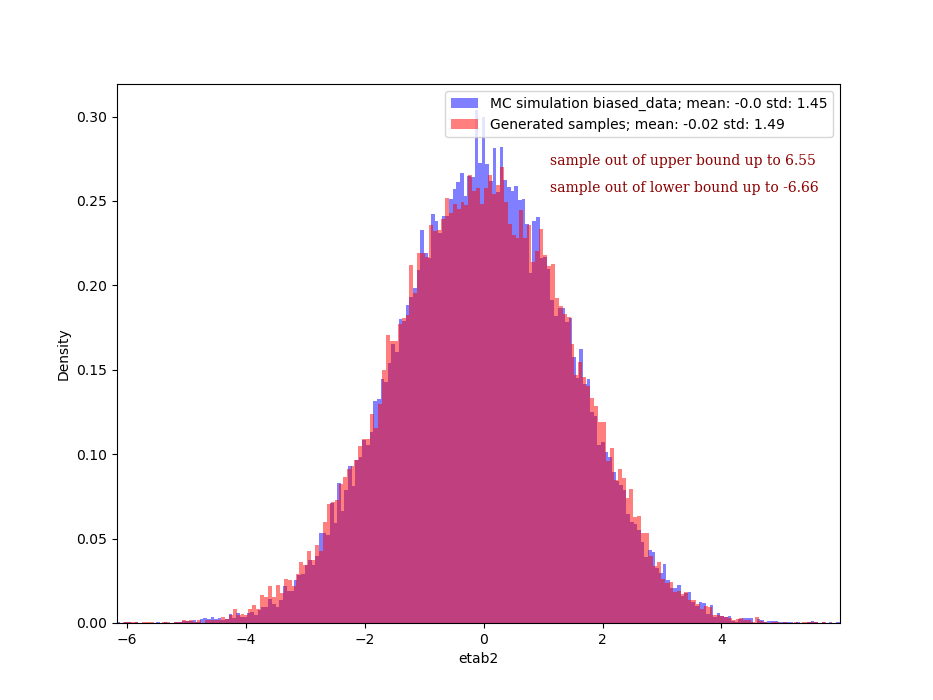 MC simulation biased_data; mean: -0.0 std: 1.45
Generated samples; mean: -0.02 std: 1.49
sample out of upper bound up to 6.55
sample out of lower bound up to -6.66
0.30
0.25
0.20
0.15
0.10
0.05
0.00
Density
−6
−4
−2
0
2
4
etab2